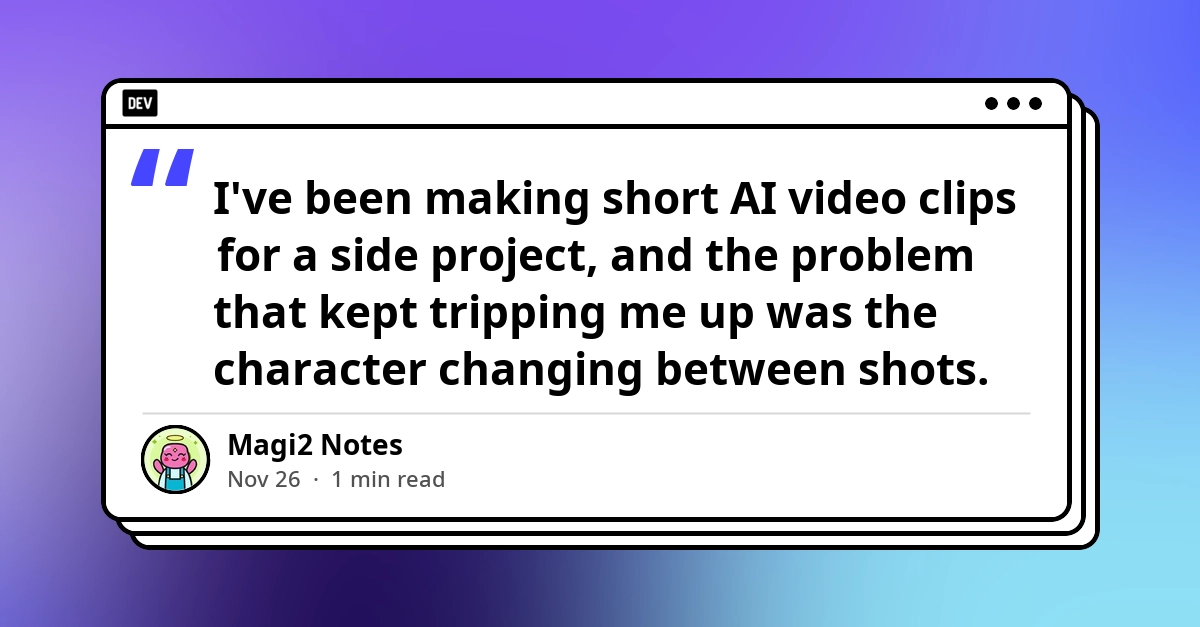 DEV
“
I've been making short AI video clips
for a side project, and the problem
that kept tripping me up was the
character changing between shots.
Magi2 Notes
Nov 26 · 1 min read